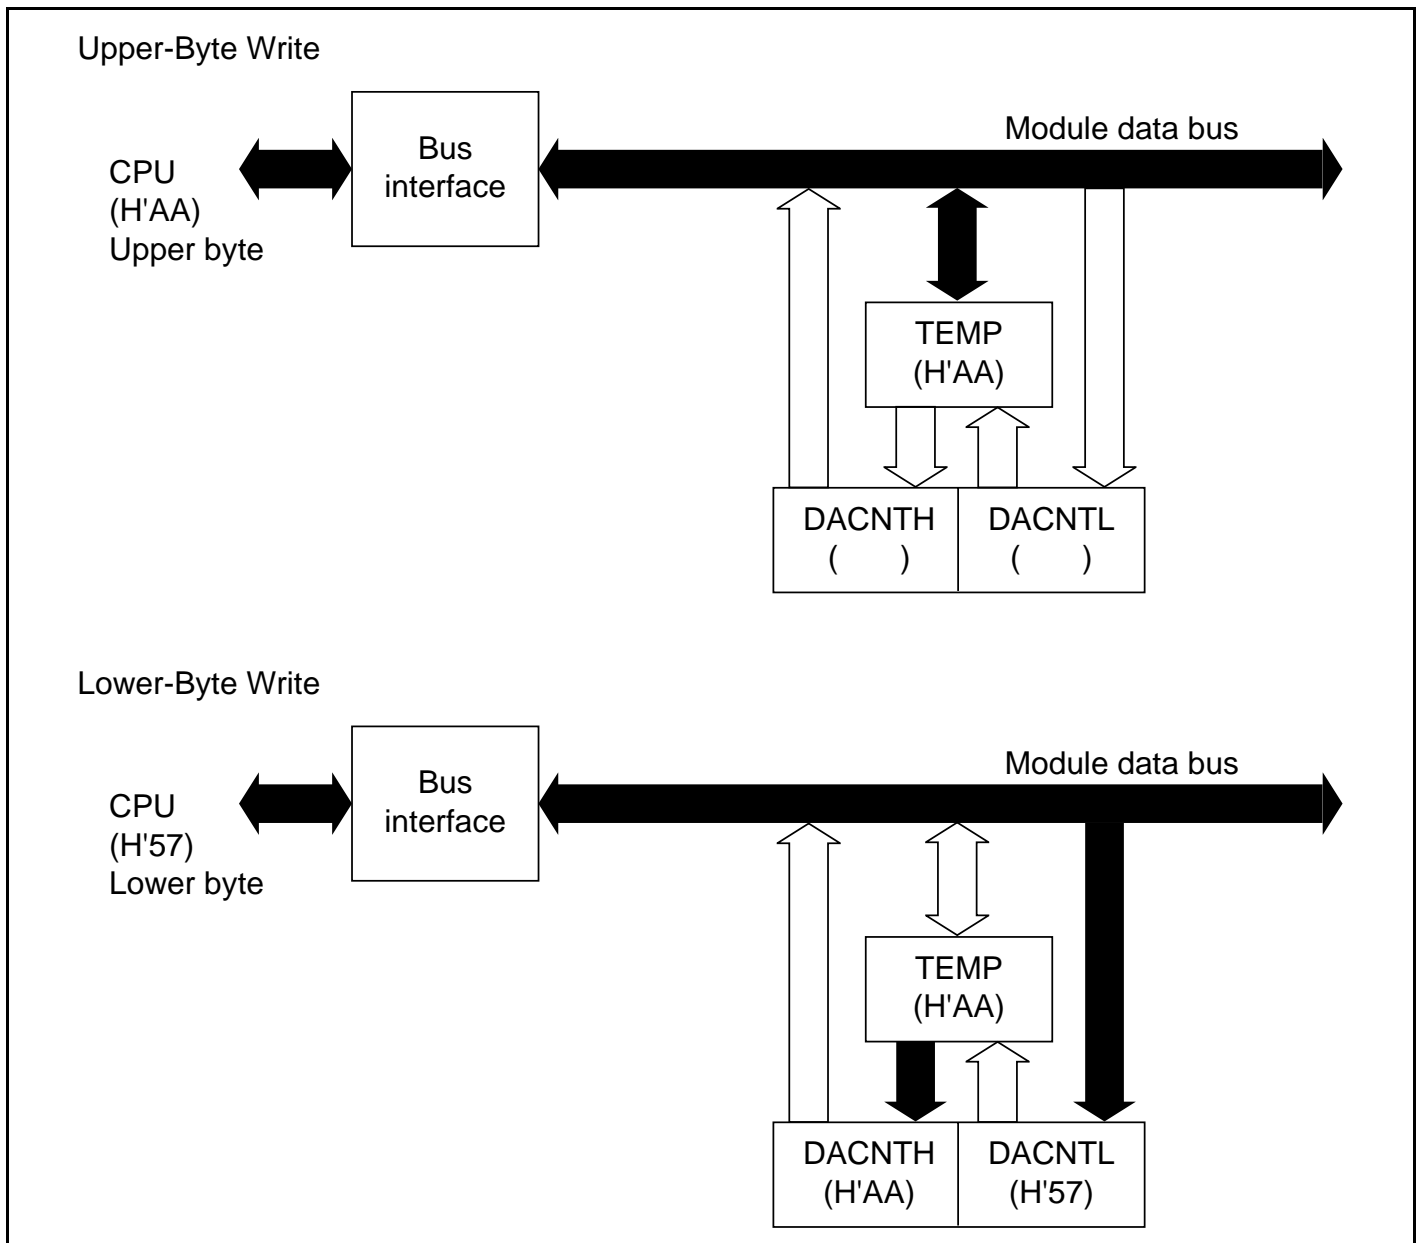 Upper-Byte Write
CPU
(H'AA)
Upper byte
Bus
interface
Module data bus
TEMP
(H'AA)
DACNTH
(      )
DACNTL
(      )
Lower-Byte Write
CPU
(H'57)
Lower byte
Bus
interface
Module data bus
TEMP
(H'AA)
DACNTH
(H'AA)
DACNTL
(H'57)